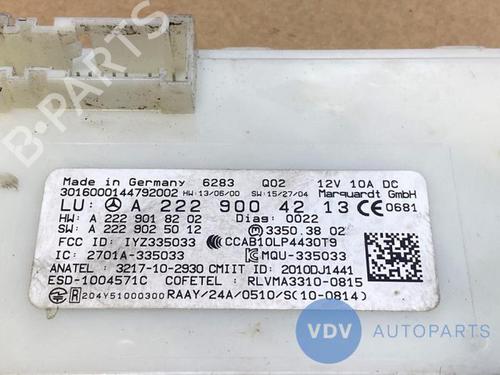 B-PARTS
Made in Germany 6283 Q02 12V 10A DC
3016000144792002 HW:13/06/00 SW:15/27/04 Marquardt GmbH
LU: A 222 900 42 13 CE 0681
HW: A 222 901 82 02 Diag: 0022
SW: A 222 902 50 12 3350.38 02
FCC ID: IYZ335033 CCAB10LP4430T9
IC: 2701A-335033 MQU-335033
ANATEL : 3217-10-2930 CMIIT ID: 2010DJ1441
ESD-1004571C COFETEL : RLVMA3310-0815
R 204Y51000300 RAAY/24A/0510/S(10-0814)
VDV AUTOPARTS